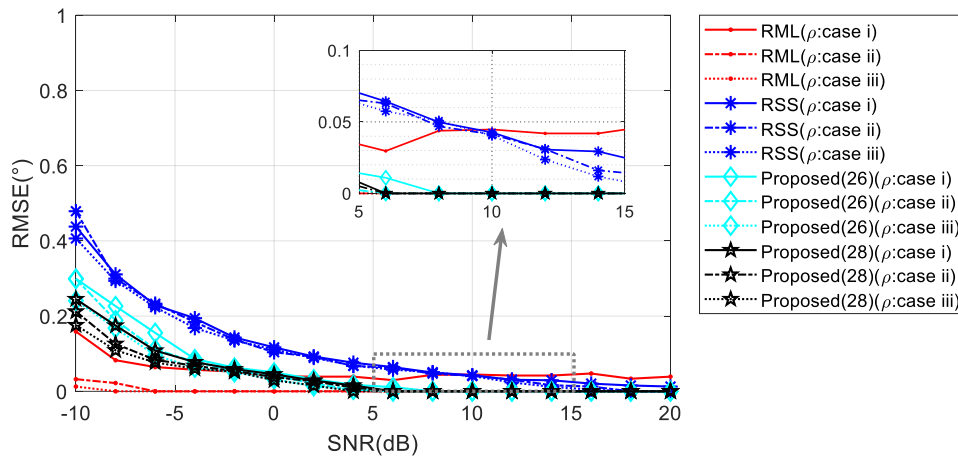 1
0.8
0.6
0.4
0.2
0
RMSE(°)
-10
-5
0
5
10
15
20
SNR(dB)
0.1
0.05
0
5
10
15
RML(ρ:case i)
RML(ρ:case ii)
RML(ρ:case iii)
RSS(ρ:case i)
RSS(ρ:case ii)
RSS(ρ:case iii)
Proposed(26)(ρ:case i)
Proposed(26)(ρ:case ii)
Proposed(26)(ρ:case iii)
Proposed(28)(ρ:case i)
Proposed(28)(ρ:case ii)
Proposed(28)(ρ:case iii)